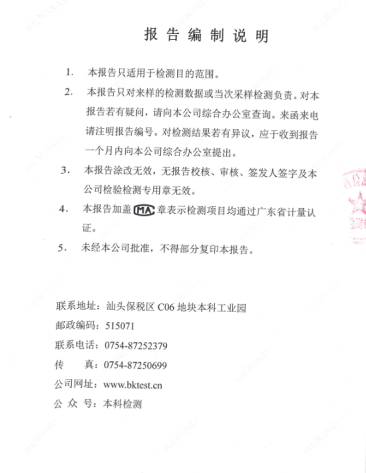 报告编制说明
1. 本报告只适用于检测目的范围。
2. 本报告只对来样的检测数据或当次采样检测负责。对本
报告若有疑问，请向本公司综合办公室查询。来函来电
请注明报告编号。对检测结果若有异议，应于收到报告
一个月内向本公司综合办公室提出。
3. 本报告涂改无效，无报告校核、审核、签发人签字及本
公司检验检测专用章无效。
4. 本报告加盖MA章表示检测项目均通过广东省计量认
证。
5. 未经本公司批准，不得部分复印本报告。
联系地址：汕头保税区 C06 地块本科工业园
邮政编码：515071
联系电话：0754-87252379
传 真：0754-87250699
公司网址：www.bktest.cn
公 众 号：本科检测